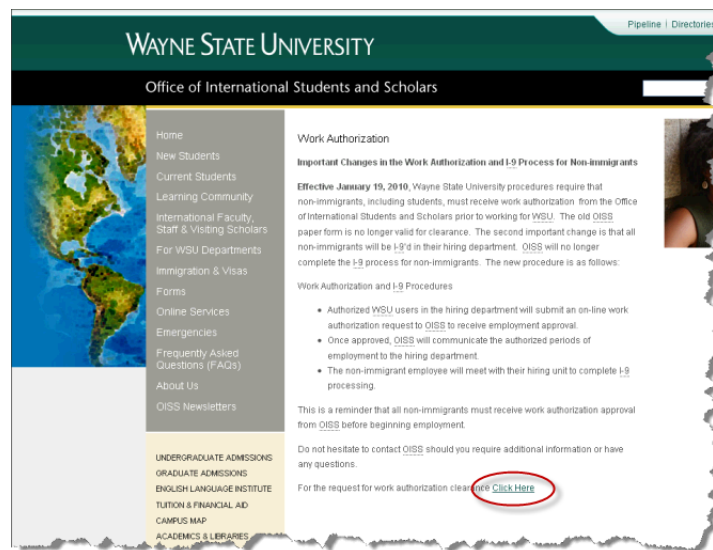 Pipeline | Directories
WAYNE STATE UNIVERSITY
Office of International Students and Scholars
Home
New Students
Current Students
Learning Community
International Faculty,
Staff & Visiting Scholars
For WSU Departments
Immigration & Visas
Forms
Online Services
Emergencies
Frequently Asked
Questions (FAQs)
About Us
OISS Newsletters
UNDERGRADUATE ADMISSIONS
GRADUATE ADMISSIONS
ENGLISH LANGUAGE INSTITUTE
TUITION & FINANCIAL AID
CAMPUS MAP
ACADEMICS & LIBRARIES
Work Authorization
Important Changes in the Work Authorization and I-9 Process for Non-immigrants
Effective January 19, 2010, Wayne State University procedures require that
non-immigrants, including students, must receive work authorization from the Office
of International Students and Scholars prior to working for WSU. The old OISS
paper form is no longer valid for clearance. The second important change is that all
non-immigrants will be I-9'd in their hiring department. OISS will no longer
complete the I-9 process for non-immigrants. The new procedure is as follows:
Work Authorization and I-9 Procedures
• Authorized WSU users in the hiring department will submit an on-line work
authorization request to OISS to receive employment approval.
• Once approved, OISS will communicate the authorized periods of
employment to the hiring department.
• The non-immigrant employee will meet with their hiring unit to complete I-9
processing.
This is a reminder that all non-immigrants must receive work authorization approval
from OISS before beginning employment.
Do not hesitate to contact OISS should you require additional information or have
any questions.
For the request for work authorization clearance Click Here